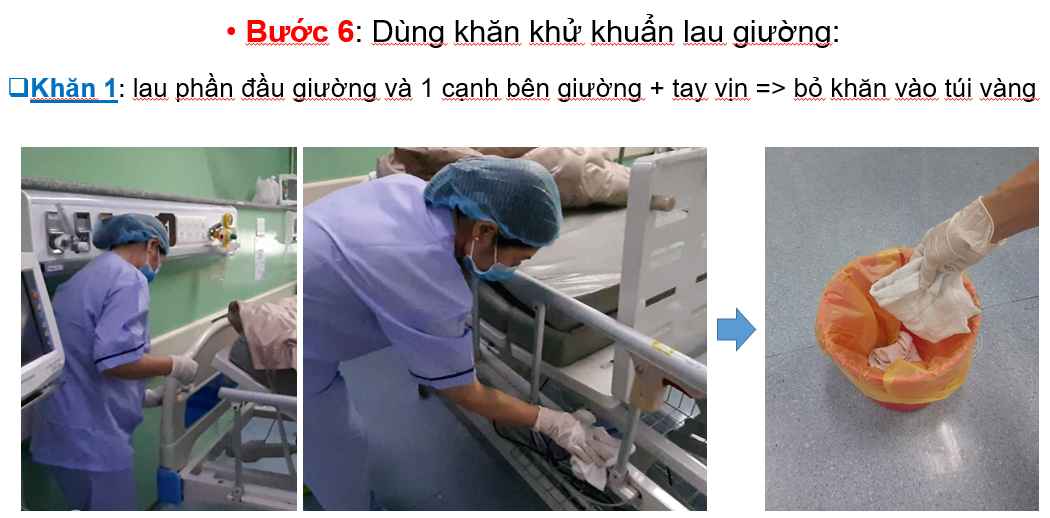 • Bước 6: Dùng khăn khử khuẩn lau giường:
❑Khăn 1: lau phần đầu giường và 1 cạnh bên giường + tay vịn => bỏ khăn vào túi vàng